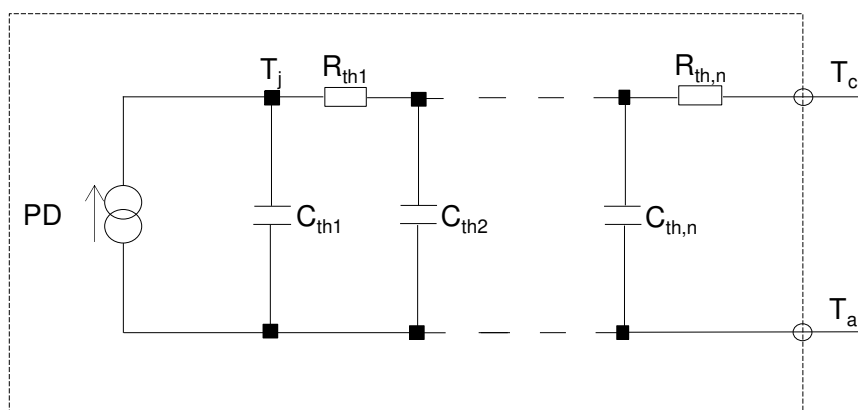 T_j
R_th1
R_th,n
T_c
PD
C_th1
C_th2
C_th,n
T_a